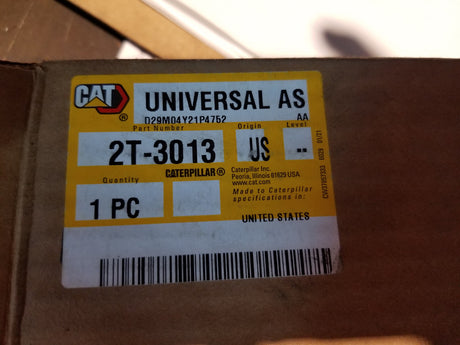 CAT
®
UNIVERSAL AS
D29M04Y21P4752 AA
Part Number Origin Level
2T-3013 US --
Quantity CATERPILLAR®
1 PC
Caterpillar Inc.
Peoria, Illinois 61629 USA
www.cat.com
Made to Caterpillar
specifications in:
UNITED STATES